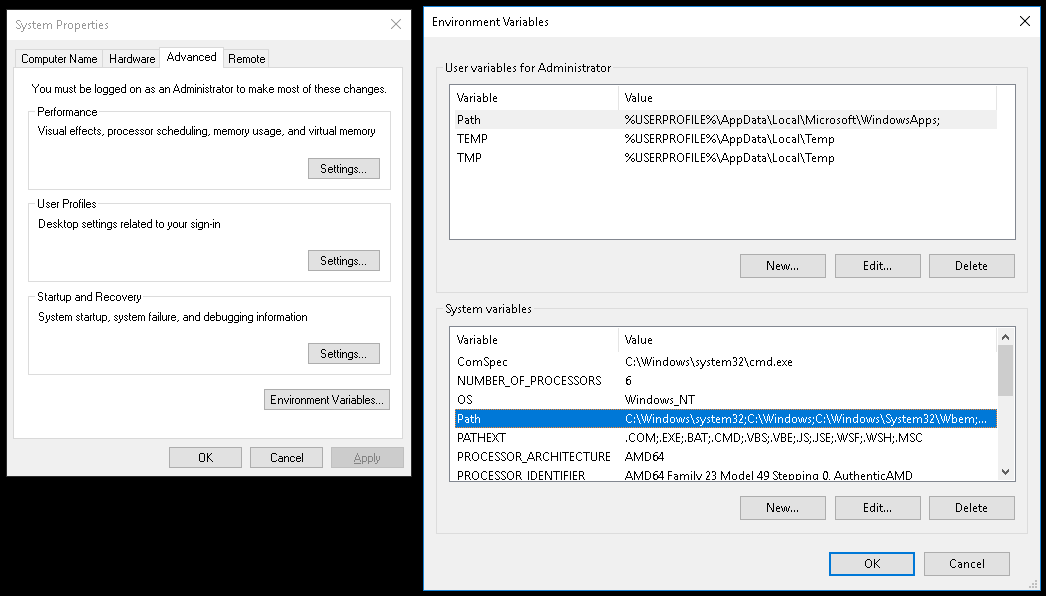 System Properties
Computer Name Hardware Advanced Remote
You must be logged on as an Administrator to make most of these changes.
Performance
Visual effects, processor scheduling, memory usage, and virtual memory
Settings...
User Profiles
Desktop settings related to your sign-in
Settings...
Startup and Recovery
System startup, system failure, and debugging information
Settings...
Environment Variables...
OK Cancel Apply
Environment Variables
User variables for Administrator
Variable Value
Path %USERPROFILE%\AppData\Local\Microsoft\WindowsApps;
TEMP %USERPROFILE%\AppData\Local\Temp
TMP %USERPROFILE%\AppData\Local\Temp
New... Edit... Delete
System variables
Variable Value
ComSpec C:\Windows\system32\cmd.exe
NUMBER_OF_PROCESSORS 6
OS Windows_NT
Path C:\Windows\system32;C:\Windows;C:\Windows\System32\Wbem;...
PATHEXT .COM;.EXE;.BAT;.CMD;.VBS;.VBE;.JS;.JSE;.WSF;.WSH;.MSC
PROCESSOR_ARCHITECTURE AMD64
PROCESSOR_IDENTIFIER AMD64 Family 23 Model 49 Stepping 0, AuthenticAMD
New... Edit... Delete
OK Cancel